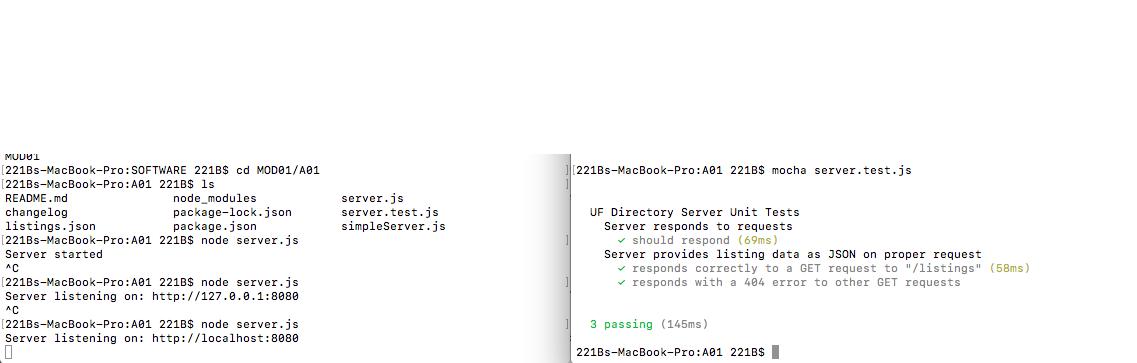 MOD01
[221Bs-MacBook-Pro:SOFTWARE 221B$ cd MOD01/A01 ]
[221Bs-MacBook-Pro:A01 221B$ ls ]
README.md node_modules server.js
changelog package-lock.json server.test.js
listings.json package.json simpleServer.js
[221Bs-MacBook-Pro:A01 221B$ node server.js ]
Server started
^C
[221Bs-MacBook-Pro:A01 221B$ node server.js ]
Server listening on: http://127.0.0.1:8080
^C
[221Bs-MacBook-Pro:A01 221B$ node server.js ]
Server listening on: http://localhost:8080
[221Bs-MacBook-Pro:A01 221B$ mocha server.test.js
UF Directory Server Unit Tests
Server responds to requests
✓ should respond (69ms)
Server provides listing data as JSON on proper request
✓ responds correctly to a GET request to "/listings" (58ms)
✓ responds with a 404 error to other GET requests
3 passing (145ms)
221Bs-MacBook-Pro:A01 221B$